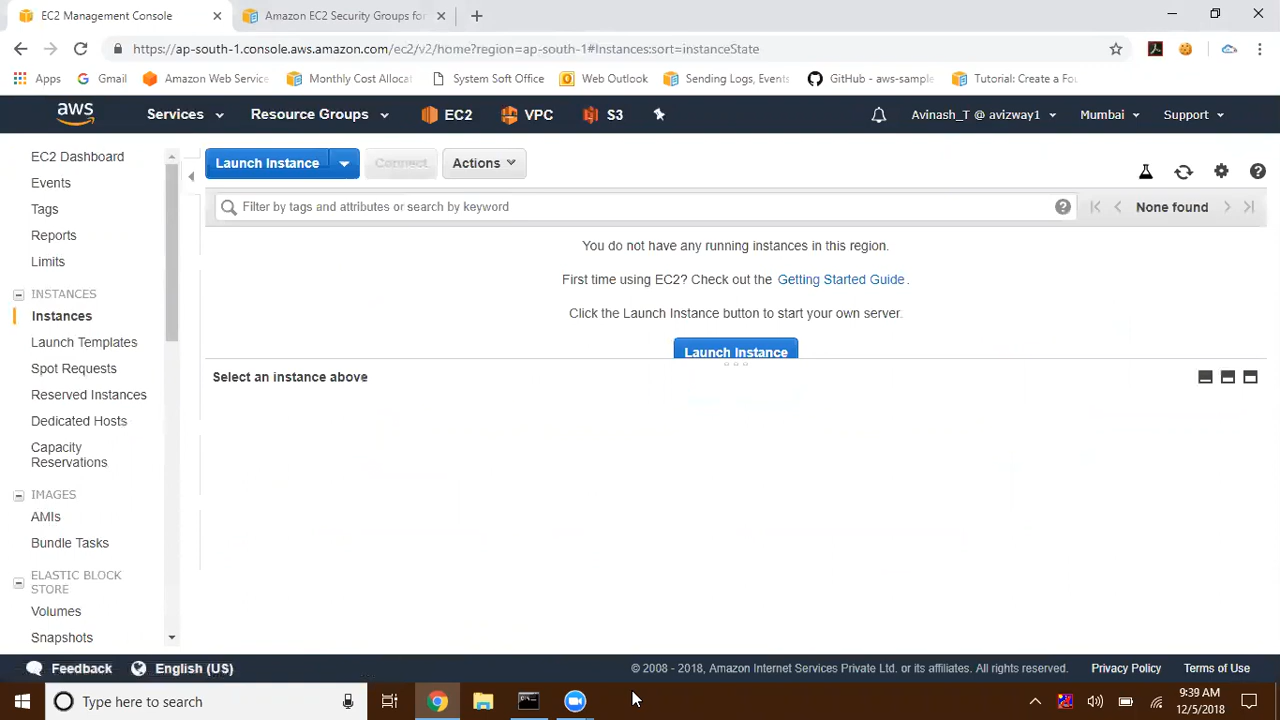 EC2 Management Console
Amazon EC2 Security Groups for
https://ap-south-1.console.aws.amazon.com/ec2/v2/home?region=ap-south-1#Instances:sort=instanceState
Apps
Gmail
Amazon Web Service
Monthly Cost Allocat
System Soft Office
Web Outlook
Sending Logs, Events
GitHub - aws-sample
Tutorial: Create a Fou
aws
Services
Resource Groups
EC2
VPC
S3
Avinash_T @ avizway1
Mumbai
Support
EC2 Dashboard
Events
Tags
Reports
Limits
INSTANCES
Instances
Launch Templates
Spot Requests
Reserved Instances
Dedicated Hosts
Capacity
Reservations
IMAGES
AMIs
Bundle Tasks
ELASTIC BLOCK
STORE
Volumes
Snapshots
Launch Instance
Connect
Actions
Filter by tags and attributes or search by keyword
None found
You do not have any running instances in this region.
First time using EC2? Check out the Getting Started Guide.
Click the Launch Instance button to start your own server.
Launch Instance
Select an instance above
Feedback
English (US)
© 2008 - 2018, Amazon Internet Services Private Ltd. or its affiliates. All rights reserved.
Privacy Policy
Terms of Use
Type here to search
9:39 AM
12/5/2018